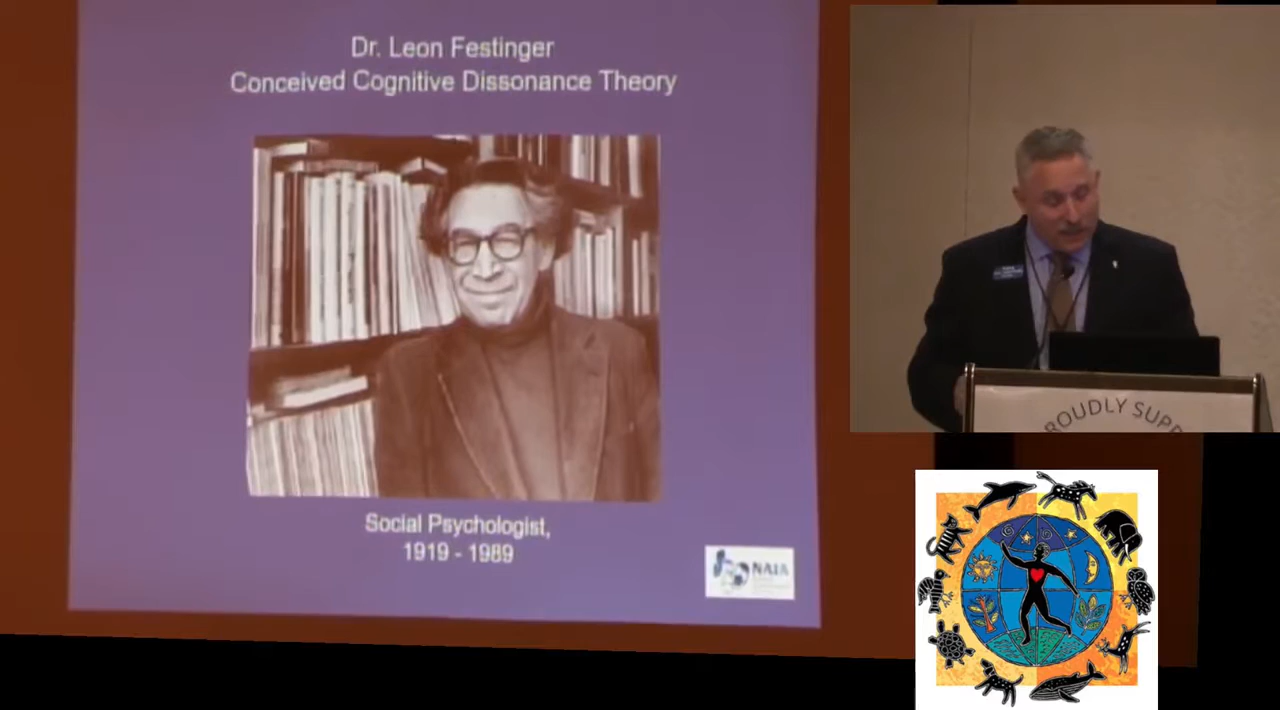 Dr. Leon Festinger
Conceived Cognitive Dissonance Theory
Social Psychologist,
1919 - 1989
NAIA
ROUDLY SUPP